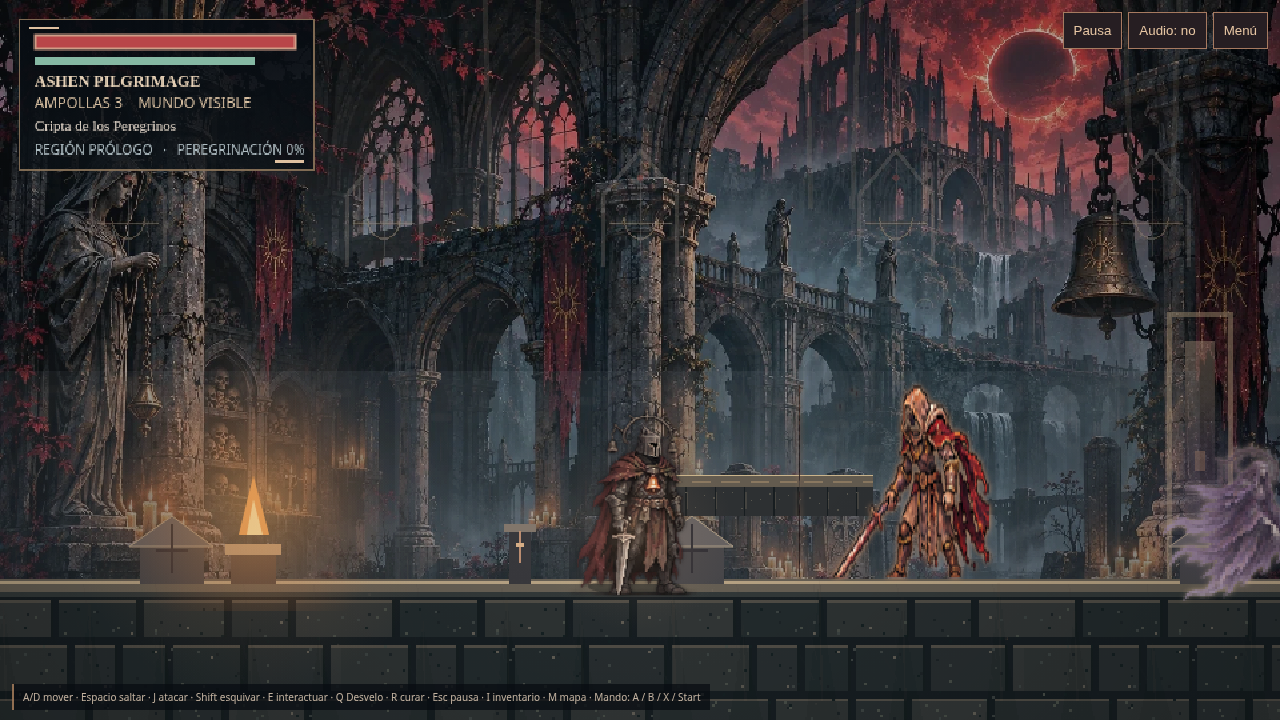 ASHEN PILGRIMAGE
AMPOLLAS 3 MUNDO VISIBLE
Cripta de los Peregrinos
REGIÓN PRÓLOGO · PEREGRINACIÓN 0%
Pausa
Audio: no
Menú
A/D mover · Espacio saltar · J atacar · Shift esquivar · E interactuar · Q Desvelo · R curar · Esc pausa · I inventario · M mapa · Mando: A / B / X / Start